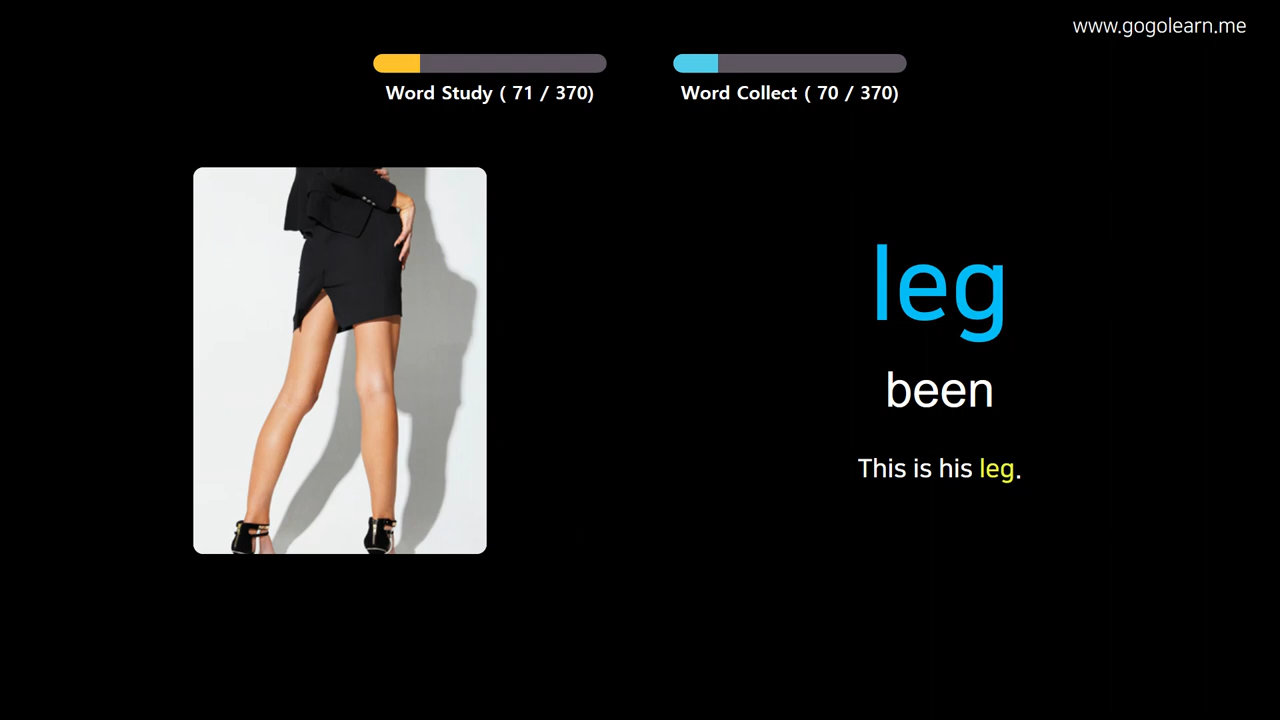 www.gogolearn.me
Word Study ( 71 / 370)
Word Collect ( 70 / 370)
leg
been
This is his leg.